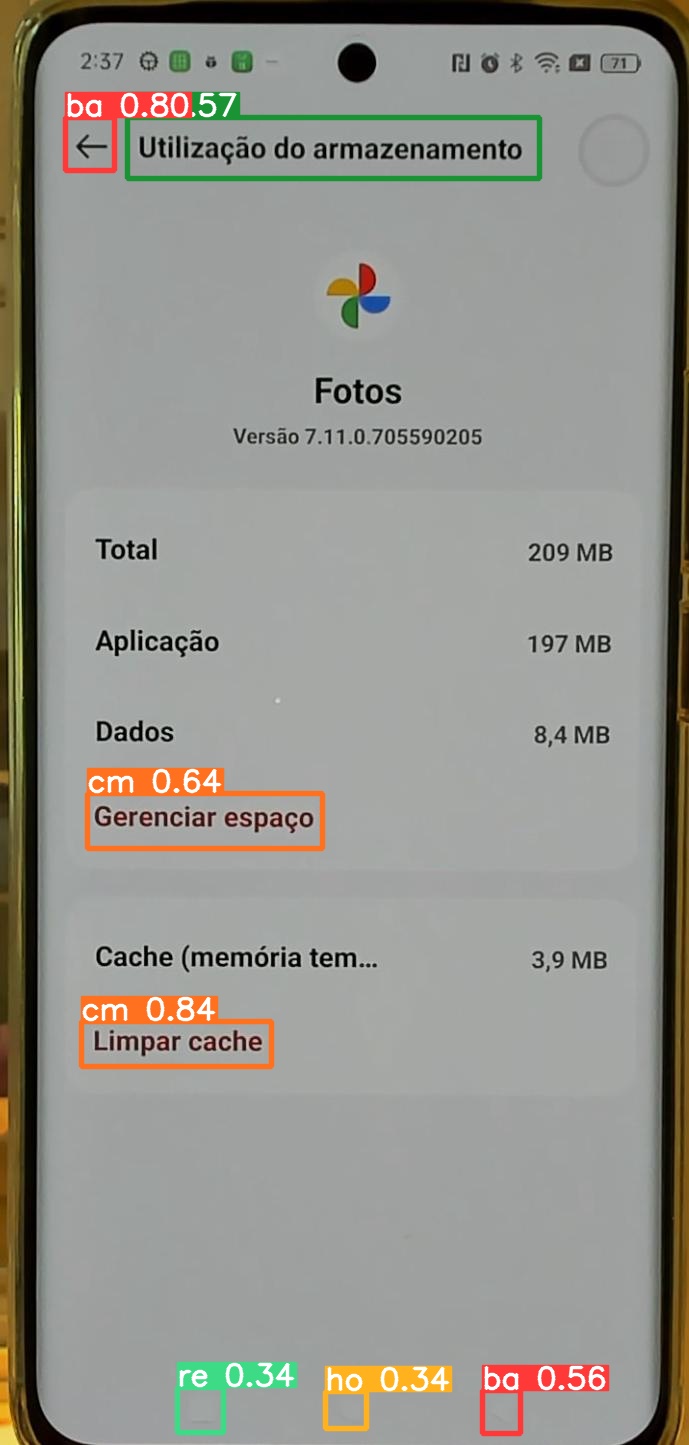 2:37 71
ba 0.80.57
Utilização do armazenamento
Fotos
Versão 7.11.0.705590205
Total 209 MB
Aplicação 197 MB
Dados 8,4 MB
cm 0.64
Gerenciar espaço
Cache (memória tem... 3,9 MB
cm 0.84
Limpar cache
re 0.34 ho 0.34 ba 0.56